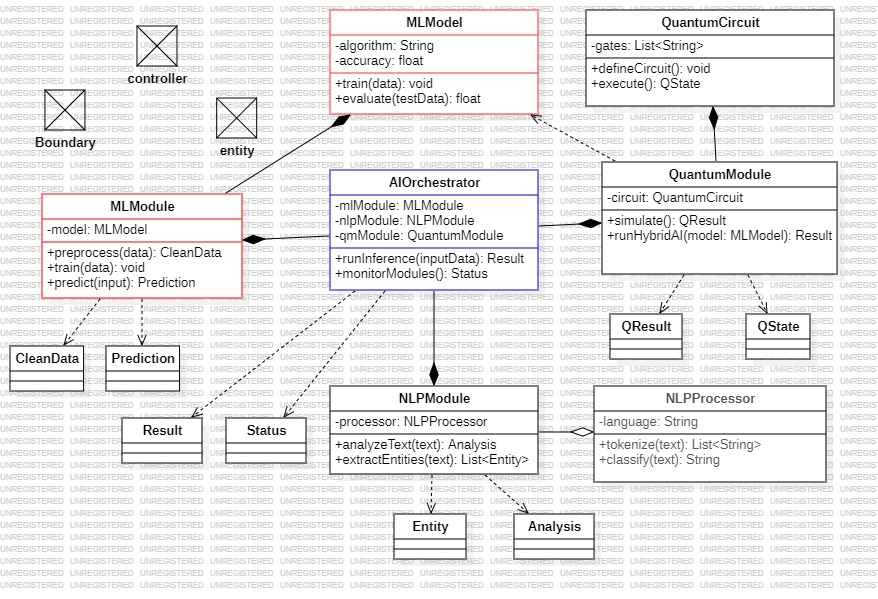 MLModel
-algorithm: String
-accuracy: float
+train(data): void
+evaluate(testData): float
QuantumCircuit
-gates: List<String>
+defineCircuit(): void
+execute(): QState
controller
Boundary
entity
MLModule
-model: MLModel
+preprocess(data): CleanData
+train(data): void
+predict(input): Prediction
AIOrchestrator
-mlModule: MLModule
-nlpModule: NLPModule
-qmModule: QuantumModule
+runInference(inputData): Result
+monitorModules(): Status
QuantumModule
-circuit: QuantumCircuit
+simulate(): QResult
+runHybridAI(model: MLModel): Result
CleanData
Prediction
QResult
QState
Result
Status
NLPModule
-processor: NLPProcessor
+analyzeText(text): Analysis
+extractEntities(text): List<Entity>
NLPProcessor
-language: String
+tokenize(text): List<String>
+classify(text): String
Entity
Analysis
UNREGISTERED